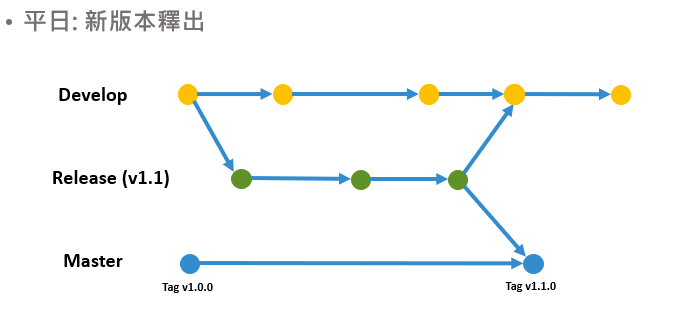 • 平日: 新版本釋出
Develop
Release (v1.1)
Master
Tag v1.0.0
Tag v1.1.0